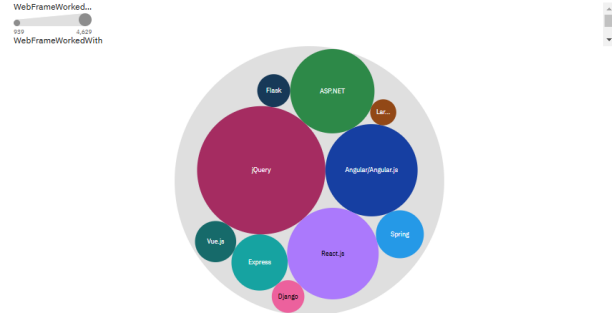 WebFrameWorked...
939 4,629
WebFrameWorkedWith
ASP.NET
Flask
Lar...
jQuery
Angular/Angular.js
Spring
Vue.js
React.js
Express
Django